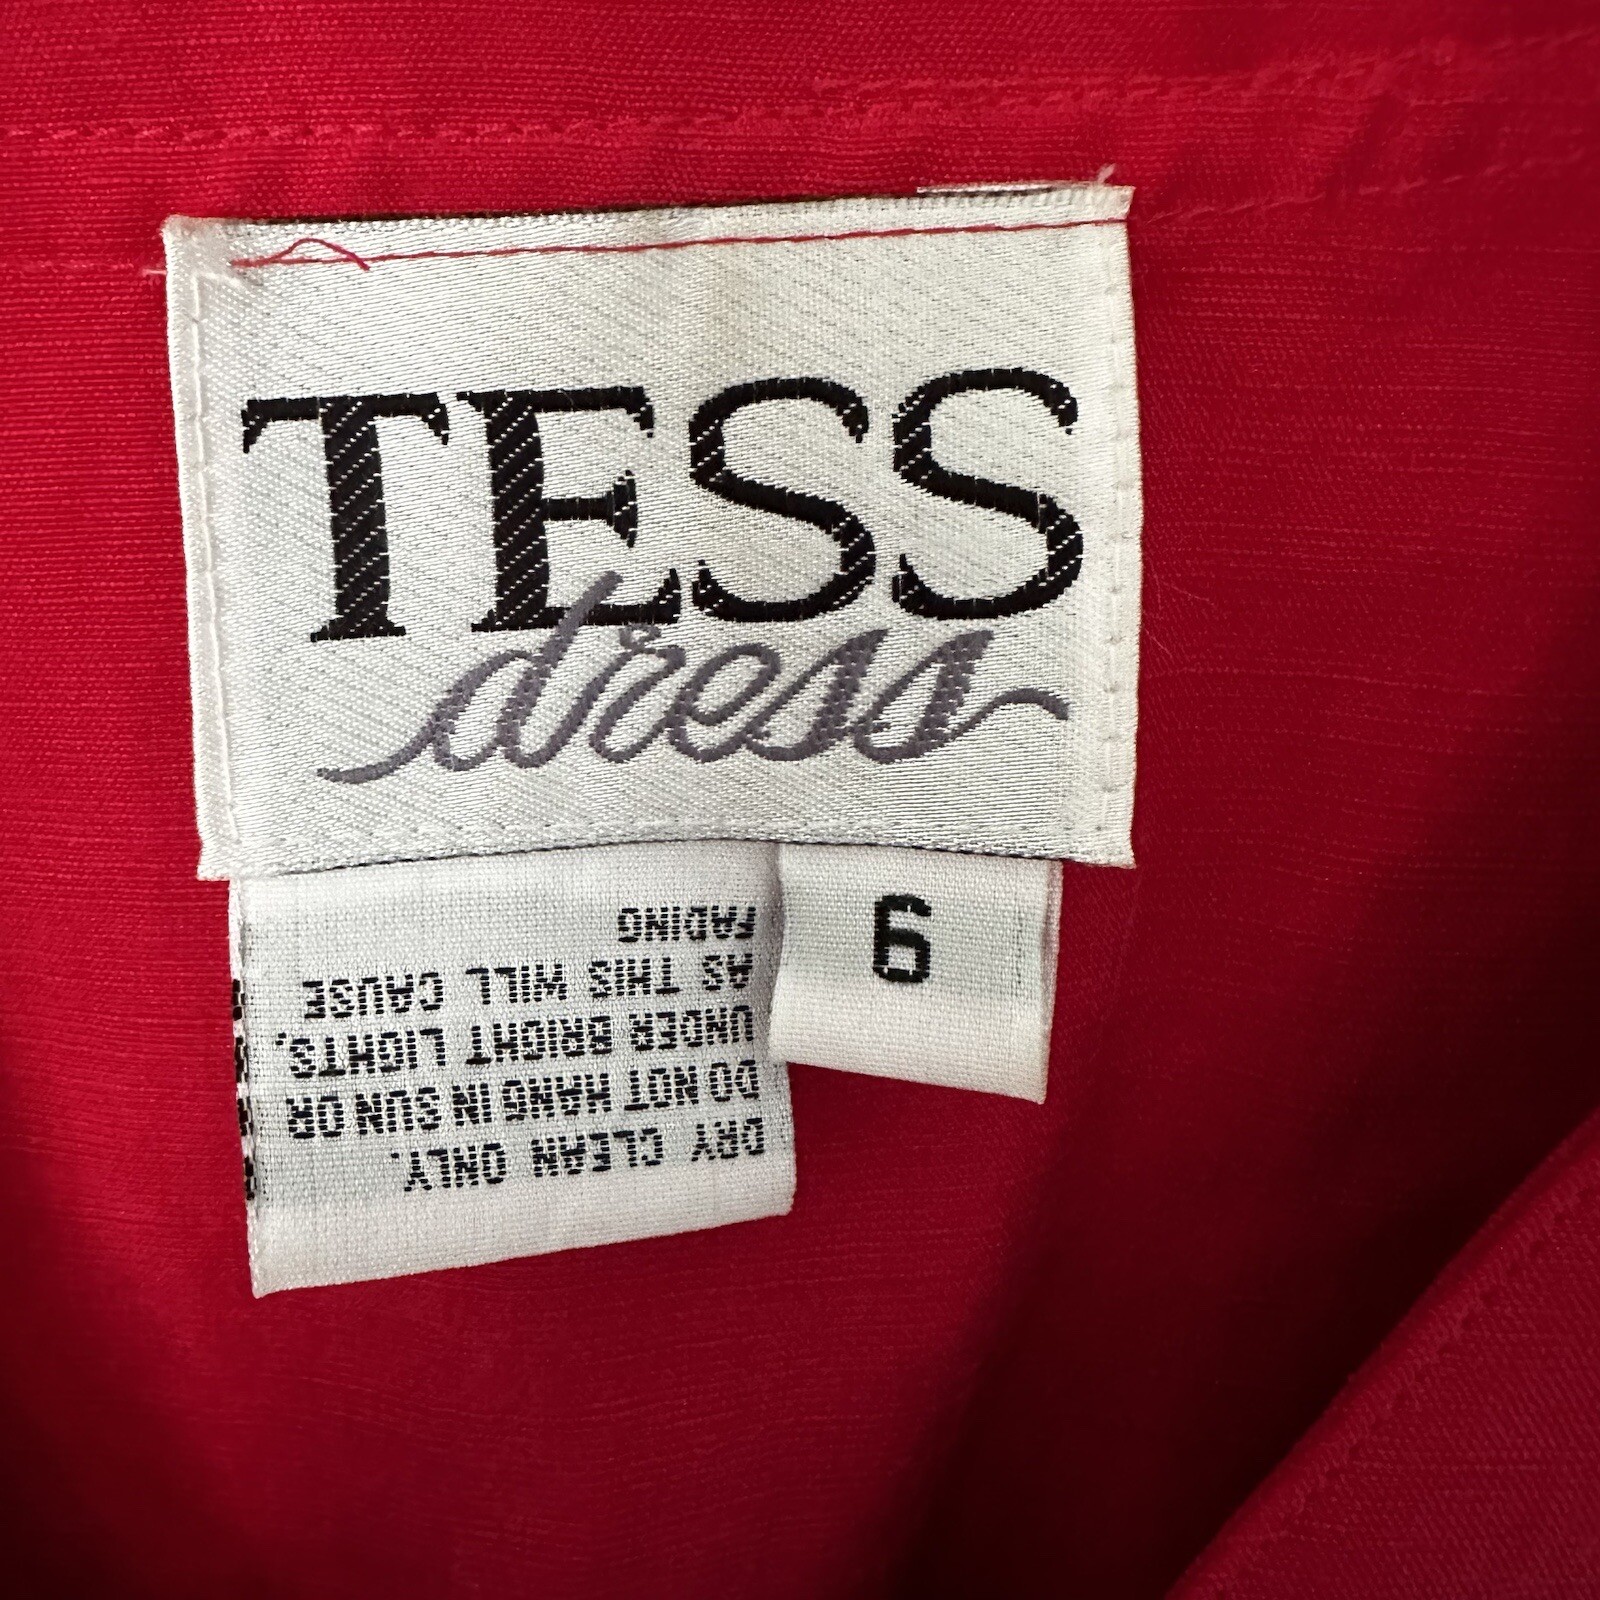 TESS
dress
6
DRY CLEAN ONLY.
DO NOT HANG IN SUN OR
UNDER BRIGHT LIGHTS,
AS THIS WILL CAUSE
FADING